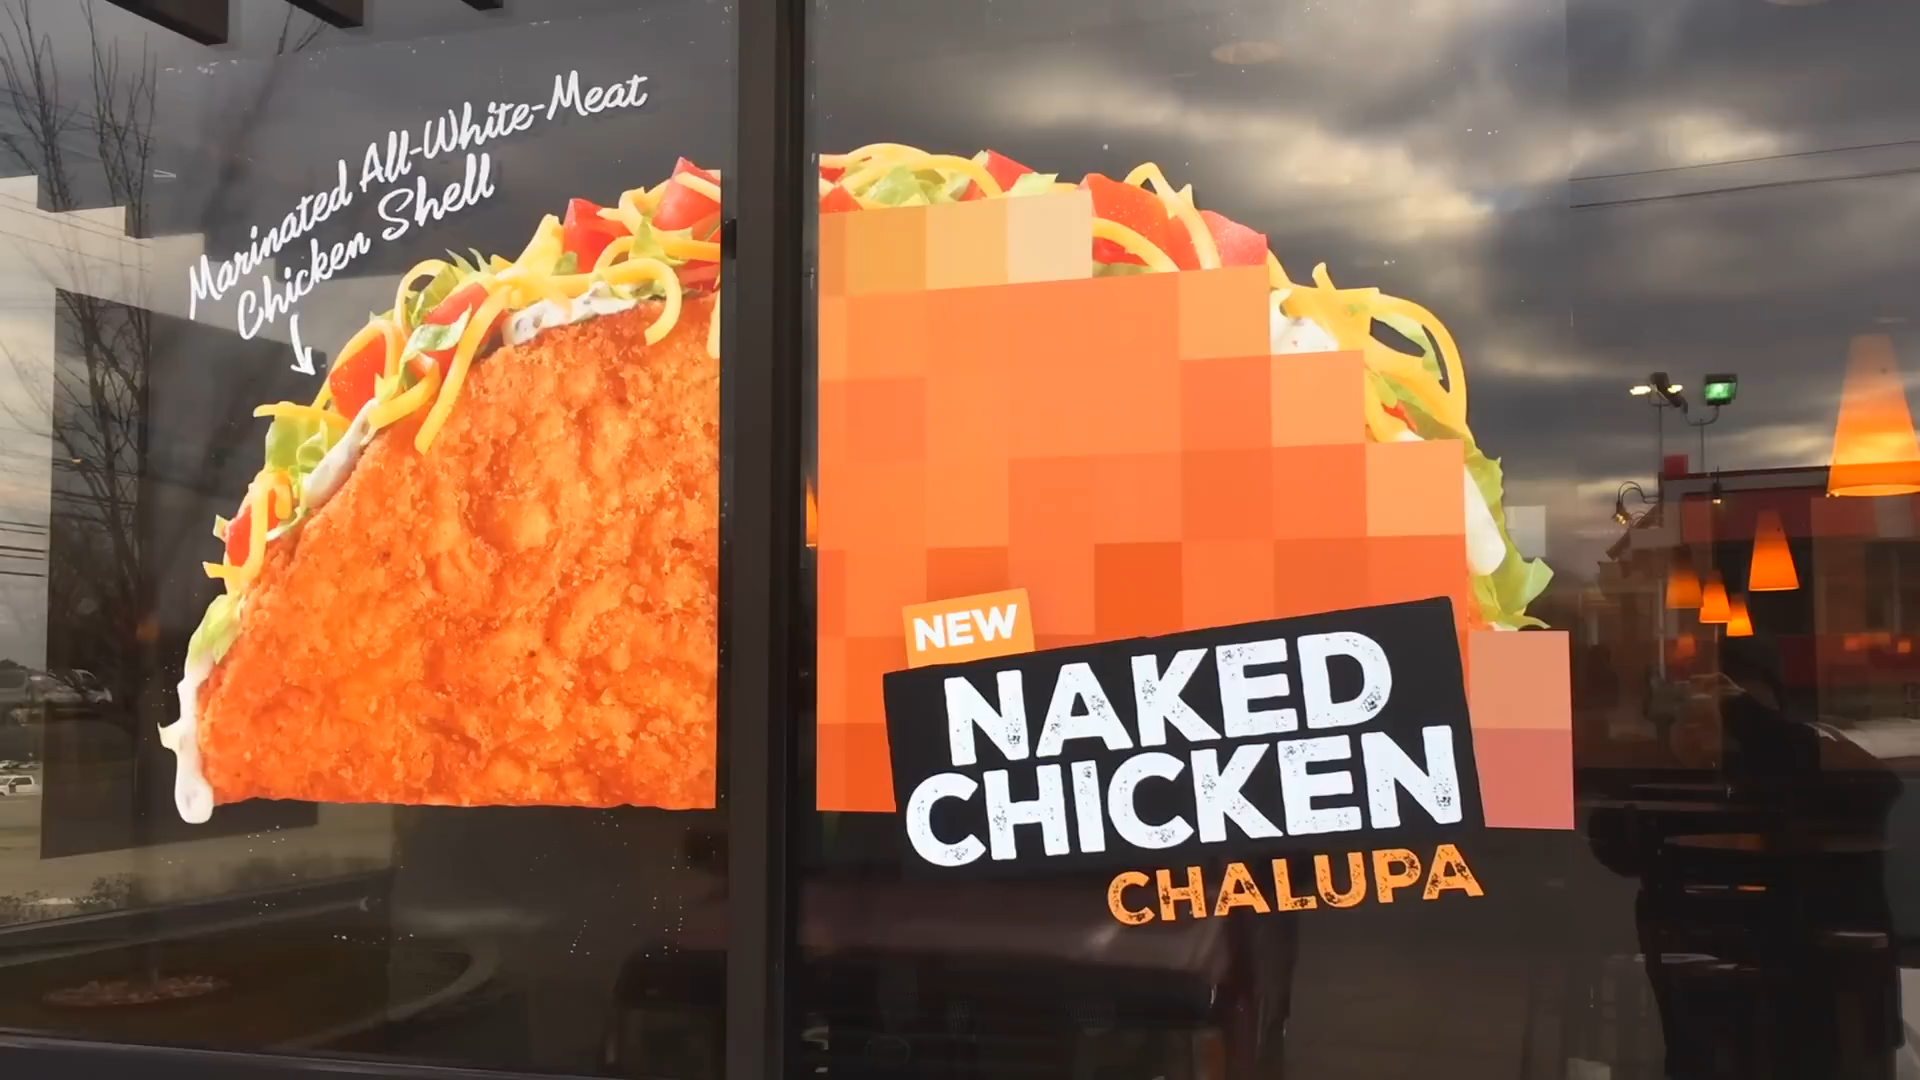 Marinated All-White-Meat
Chicken Shell
NEW
NAKED
CHICKEN
CHALUPA